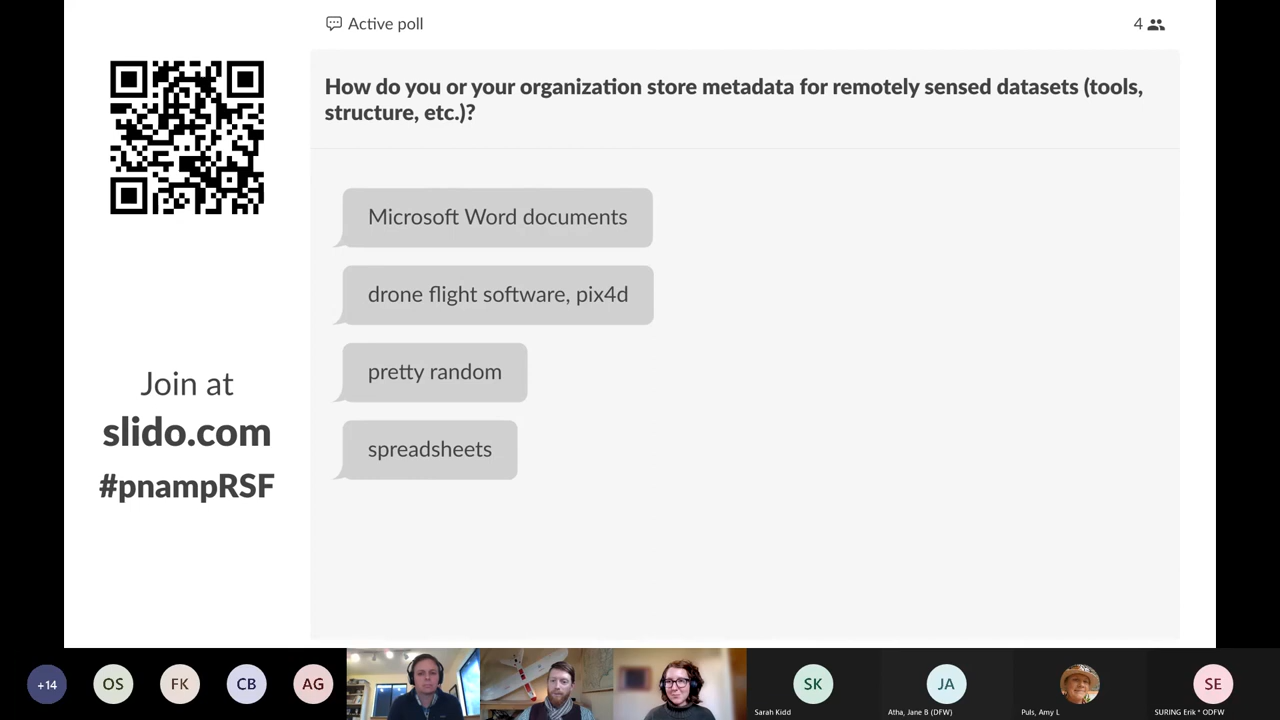 Active poll
4
How do you or your organization store metadata for remotely sensed datasets (tools,
structure, etc.)?
Microsoft Word documents
drone flight software, pix4d
pretty random
spreadsheets
Join at
slido.com
#pnampRSF
+14
OS
FK
CB
AG
SK
JA
SE
Sarah Kidd
Atha, Jane B (DFW)
Puls, Amy L
SURING Erik * ODFW